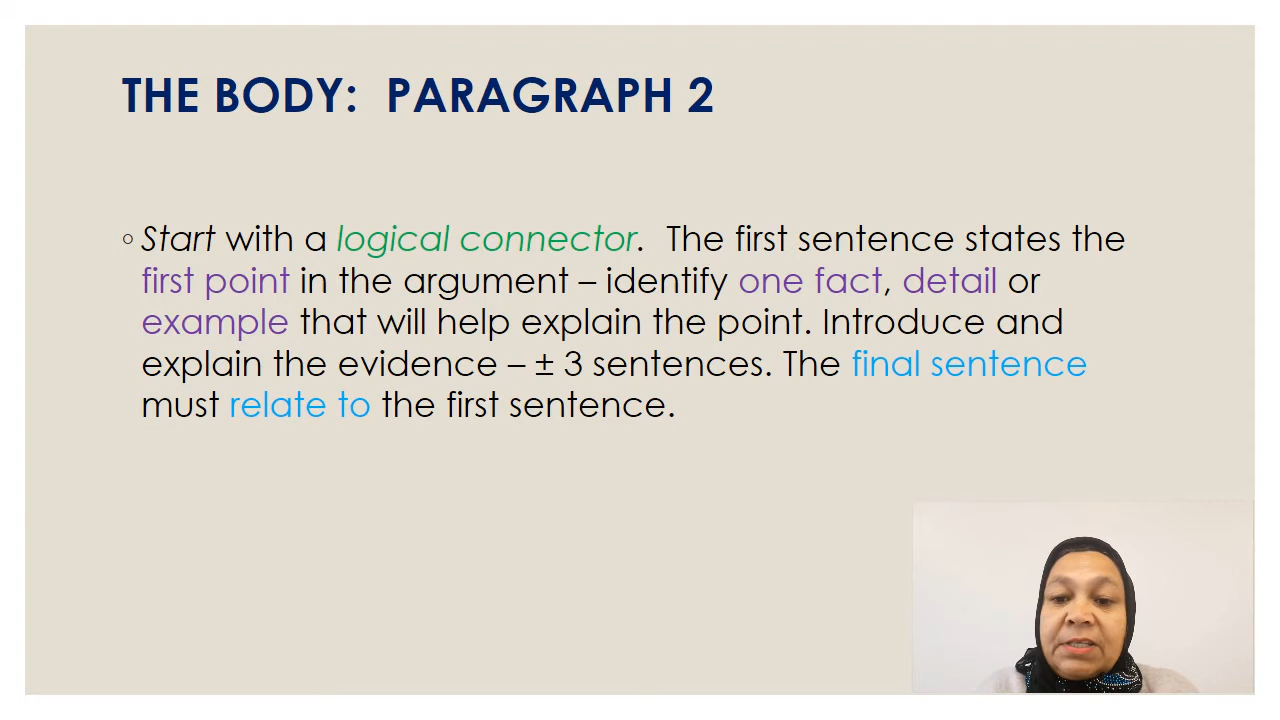 THE BODY: PARAGRAPH 2
◦ Start with a logical connector. The first sentence states the
first point in the argument – identify one fact, detail or
example that will help explain the point. Introduce and
explain the evidence – ± 3 sentences. The final sentence
must relate to the first sentence.